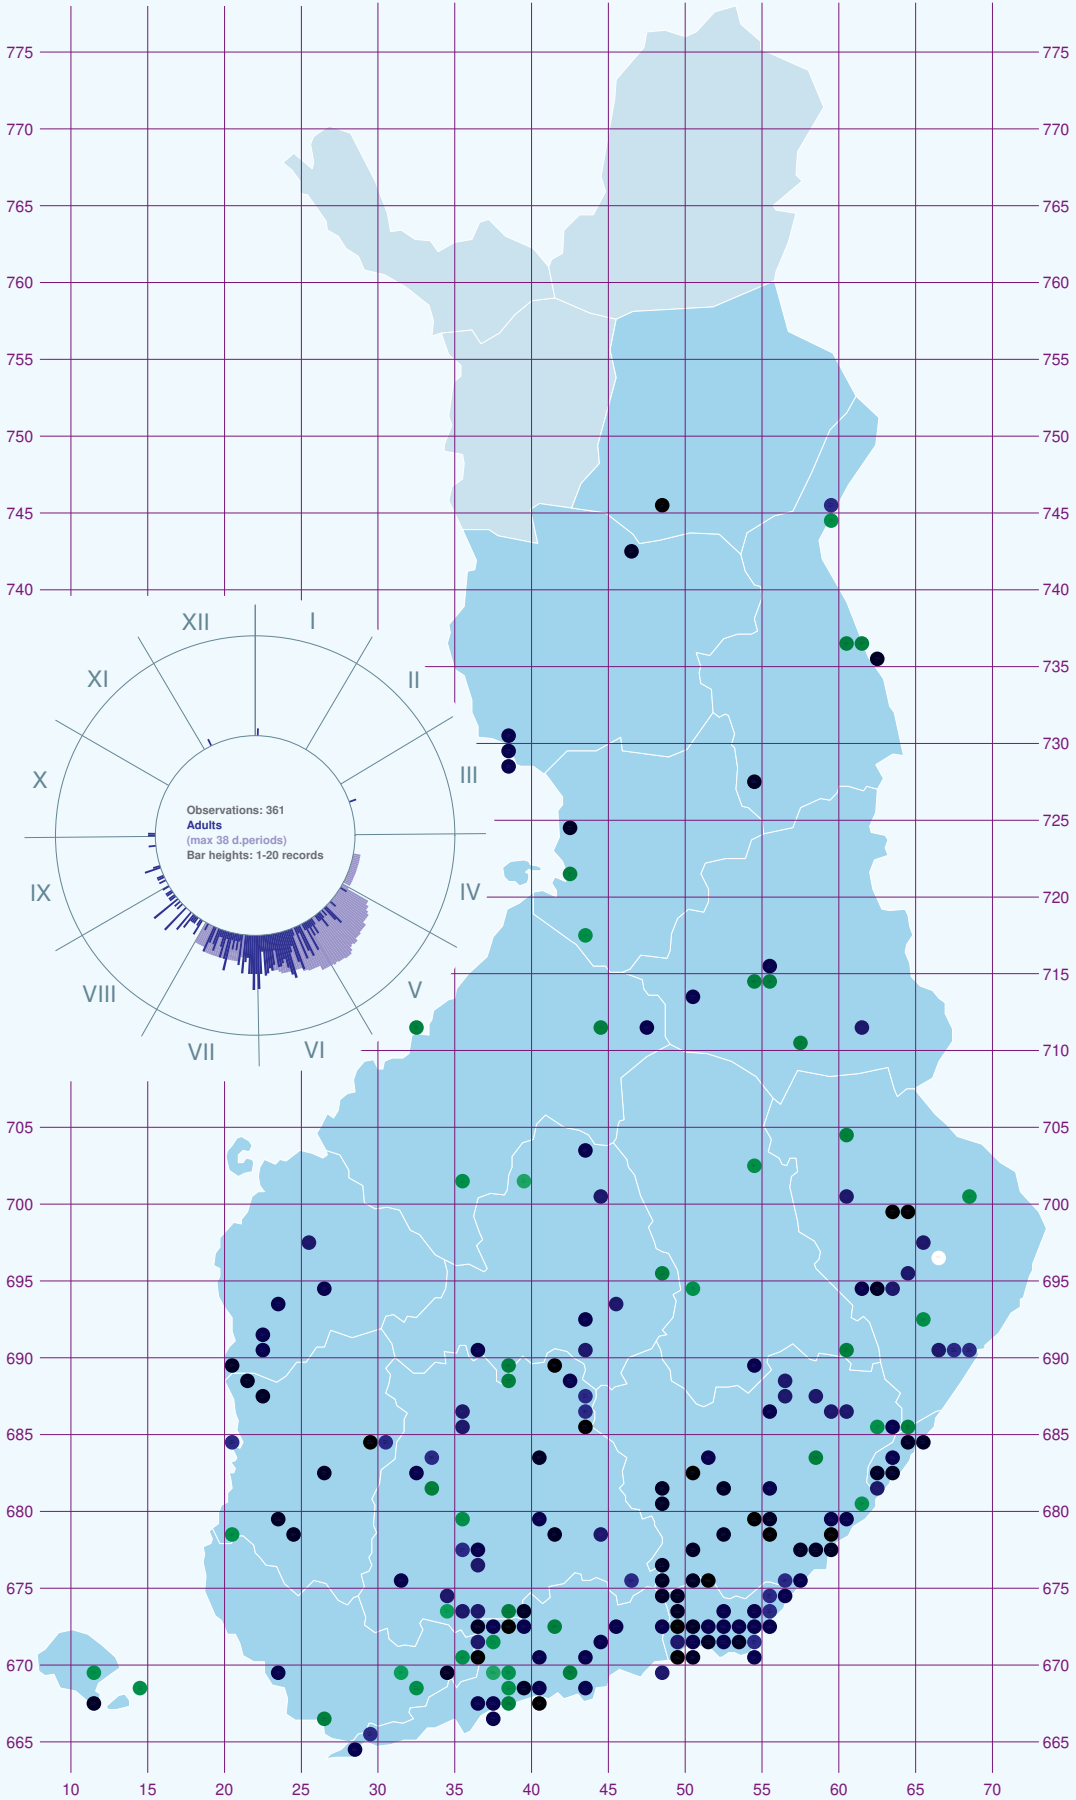 775 775
770 770
765 765
760 760
755 755
750 750
745 745
740 740
XII I
XI II
735 735
730 730
X III
Observations: 361
Adults
(max 38 d.periods)
Bar heights: 1-20 records
725 725
IX IV
720 720
715 715
VIII V
VII VI
710 710
705 705
700 700
695 695
690 690
685 685
680 680
675 675
670 670
665 665
10 15 20 25 30 35 40 45 50 55 60 65 70